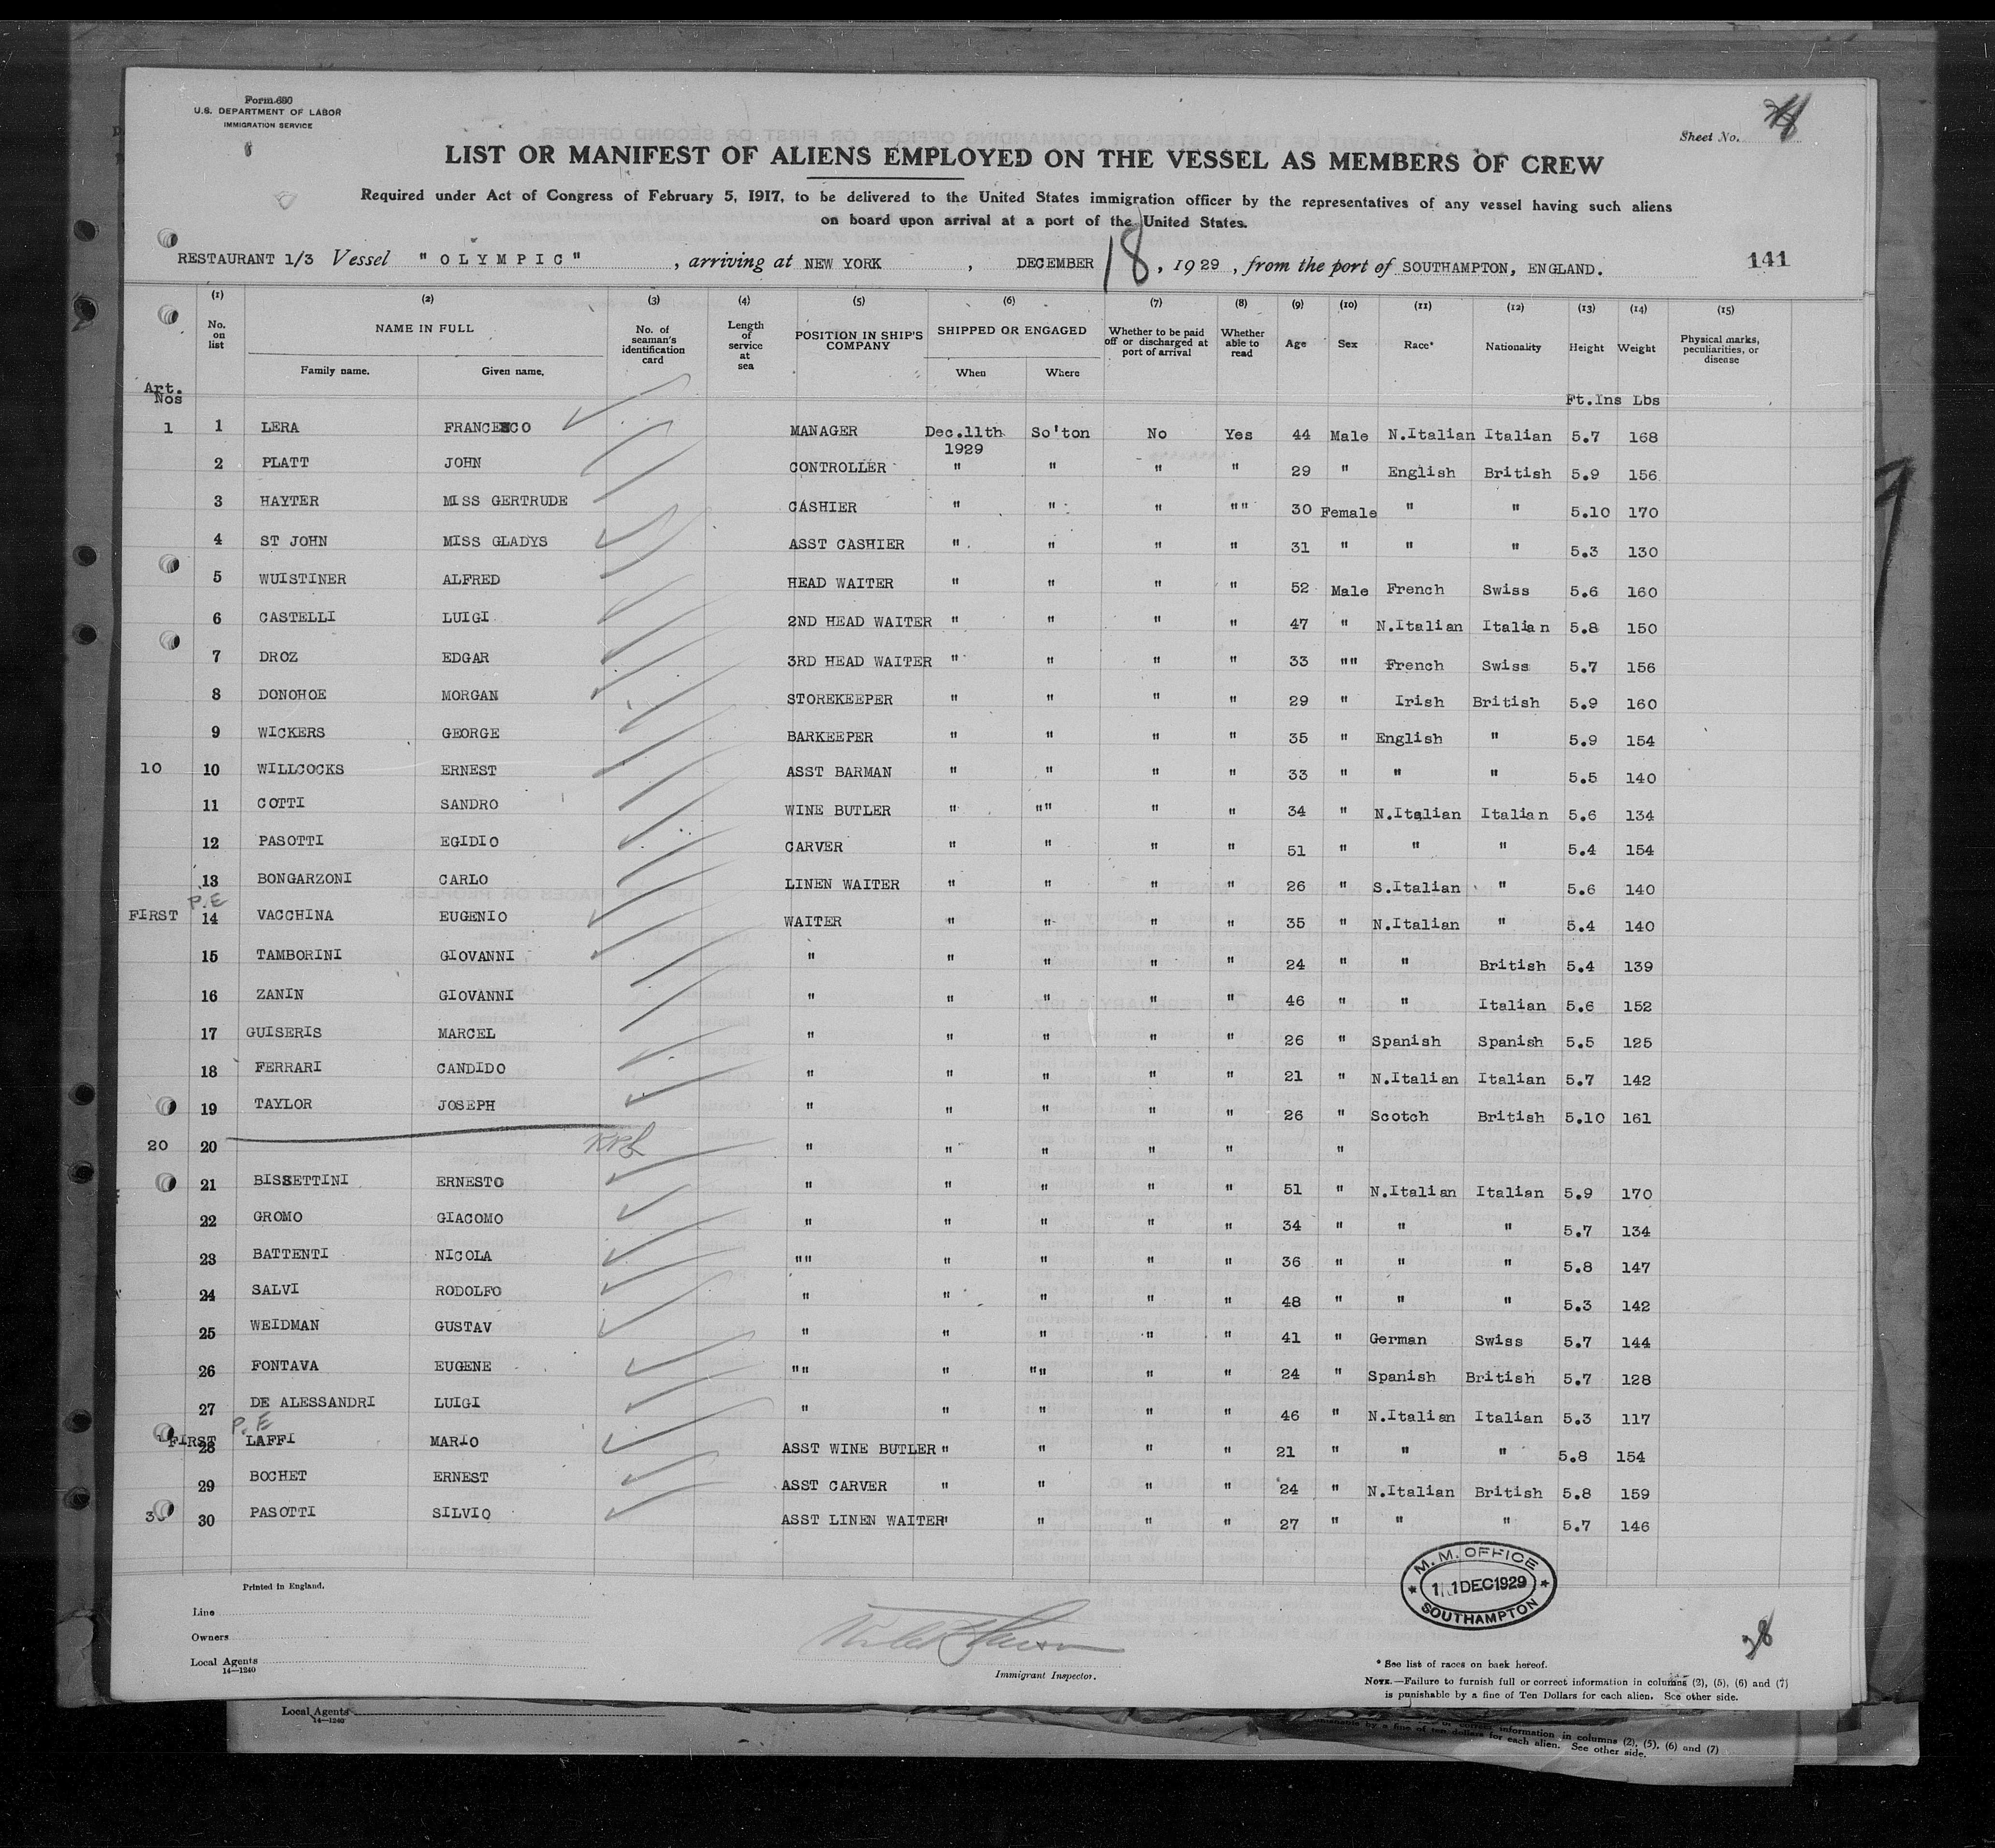 Form 680
U.S. DEPARTMENT OF LABOR
IMMIGRATION SERVICE
Sheet No.
LIST OR MANIFEST OF ALIENS EMPLOYED ON THE VESSEL AS MEMBERS OF CREW
Required under Act of Congress of February 5, 1917, to be delivered to the United States immigration officer by the representatives of any vessel having such aliens
on board upon arrival at a port of the United States.
RESTAURANT 1/3 Vessel "OLYMPIC", arriving at NEW YORK, DECEMBER 18, 1929, from the port of SOUTHAMPTON, ENGLAND. 141
(1) (2) (3) (4) (5) (6) (7) (8) (9) (10) (11) (12) (13) (14) (15)
No. on list NAME IN FULL Family name. Given name. No. of seaman's identification card Length of service at sea POSITION IN SHIP'S COMPANY SHIPPED OR ENGAGED When Where Whether to be paid off or discharged at port of arrival Whether able to read Age Sex Race* Nationality Height Weight Physical marks, peculiarities, or disease
Art. Nos Ft.Ins Lbs
1 1 LERA FRANCESCO MANAGER Dec.11th 1929 So'ton No Yes 44 Male N.Italian Italian 5.7 168
2 PLATT JOHN CONTROLLER " " " " 29 " English British 5.9 156
3 HAYTER MISS GERTRUDE CASHIER " " " "" 30 Female " " 5.10 170
4 ST JOHN MISS GLADYS ASST CASHIER " " " " 31 " " " 5.3 130
5 WUISTINER ALFRED HEAD WAITER " " " " 52 Male French Swiss 5.6 160
6 CASTELLI LUIGI 2ND HEAD WAITER " " " " 47 " N.Italian Italian 5.8 150
7 DROZ EDGAR 3RD HEAD WAITER " " " " 33 "" French Swiss 5.7 156
8 DONOHOE MORGAN STOREKEEPER " " " " 29 " Irish British 5.9 160
9 WICKERS GEORGE BARKEEPER " " " " 35 " English " 5.9 154
10 10 WILLCOCKS ERNEST ASST BARMAN " " " " 33 " " " 5.5 140
11 COTTI SANDRO WINE BUTLER " "" " " 34 " N.Italian Italian 5.6 134
12 PASOTTI EGIDIO CARVER " " " " 51 " " " 5.4 154
13 BONGARZONI CARLO LINEN WAITER " " " " 26 " S.Italian " 5.6 140
P.E
FIRST 14 VACCHINA EUGENIO WAITER " " " " 35 " N.Italian " 5.4 140
15 TAMBORINI GIOVANNI " " " " " 24 " " British 5.4 139
16 ZANIN GIOVANNI " " " " " 46 " " Italian 5.6 152
17 GUISERIS MARCEL " " " " " 26 " Spanish Spanish 5.5 125
18 FERRARI CANDIDO " " " " " 21 " N.Italian Italian 5.7 142
19 TAYLOR JOSEPH " " " " " 26 " Scotch British 5.10 161
20 20 " " " " " "
21 BISSETTINI ERNESTO " " " " " 51 " N.Italian Italian 5.9 170
22 GROMO GIACOMO " " " " " 34 " " " 5.7 134
23 BATTENTI NICOLA "" " " " " 36 " " " 5.8 147
24 SALVI RODOLFO " " " " " 48 " " " 5.3 142
25 WEIDMAN GUSTAV " " " " " 41 " German Swiss 5.7 144
26 FONTAVA EUGENE "" " "" " " 24 " Spanish British 5.7 128
27 DE ALESSANDRI LUIGI " " " " " 46 " N.Italian Italian 5.3 117
P.E
FIRST 28 LAFFI MARIO ASST WINE BUTLER " " " " 21 " " " 5.8 154
29 BOCHET ERNEST ASST CARVER " " " " 24 " N.Italian British 5.8 159
30 PASOTTI SILVIO ASST LINEN WAITER " " " " 27 " " " 5.7 146
M.M. OFFICE
11 DEC 1929
SOUTHAMPTON
Printed in England.
Line
Owners
Local Agents
14—1240
Immigrant Inspector.
* See list of races on back hereof.
NOTE.—Failure to furnish full or correct information in columns (2), (5), (6) and (7)
is punishable by a fine of Ten Dollars for each alien. See other side.
Local Agents
14—1240
information in columns (2), (5), (6) and (7)
by a fine of ten dollars for each alien. See other side.